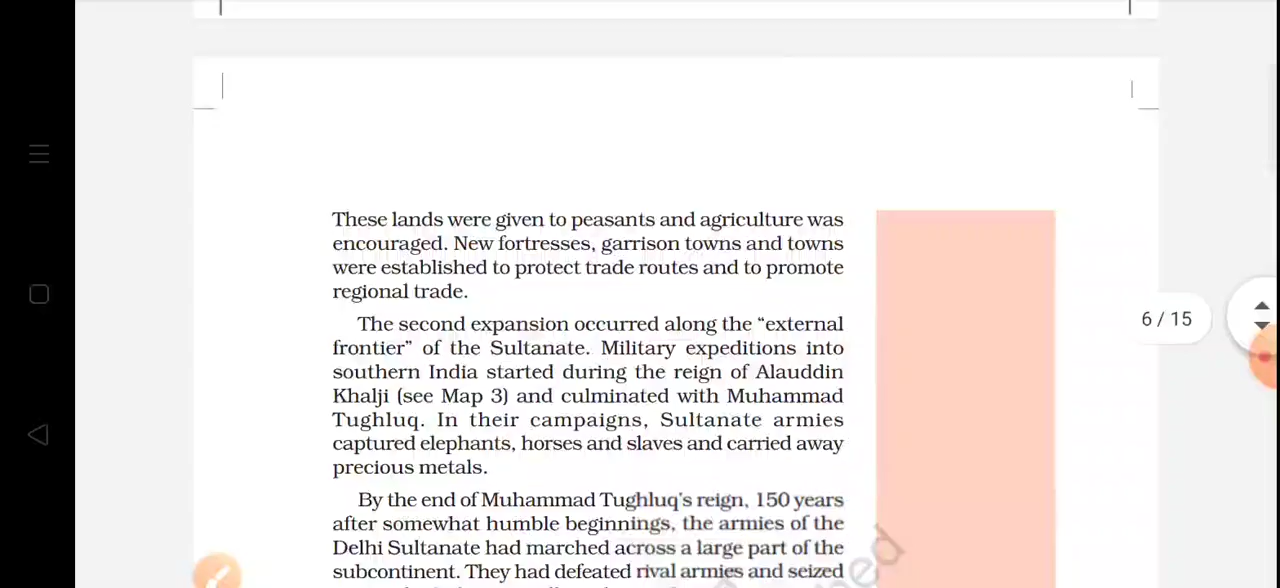 These lands were given to peasants and agriculture was
encouraged. New fortresses, garrison towns and towns
were established to protect trade routes and to promote
regional trade.
The second expansion occurred along the “external
frontier” of the Sultanate. Military expeditions into
southern India started during the reign of Alauddin
Khalji (see Map 3) and culminated with Muhammad
Tughluq. In their campaigns, Sultanate armies
captured elephants, horses and slaves and carried away
precious metals.
By the end of Muhammad Tughluq’s reign, 150 years
after somewhat humble beginnings, the armies of the
Delhi Sultanate had marched across a large part of the
subcontinent. They had defeated rival armies and seized
6 / 15